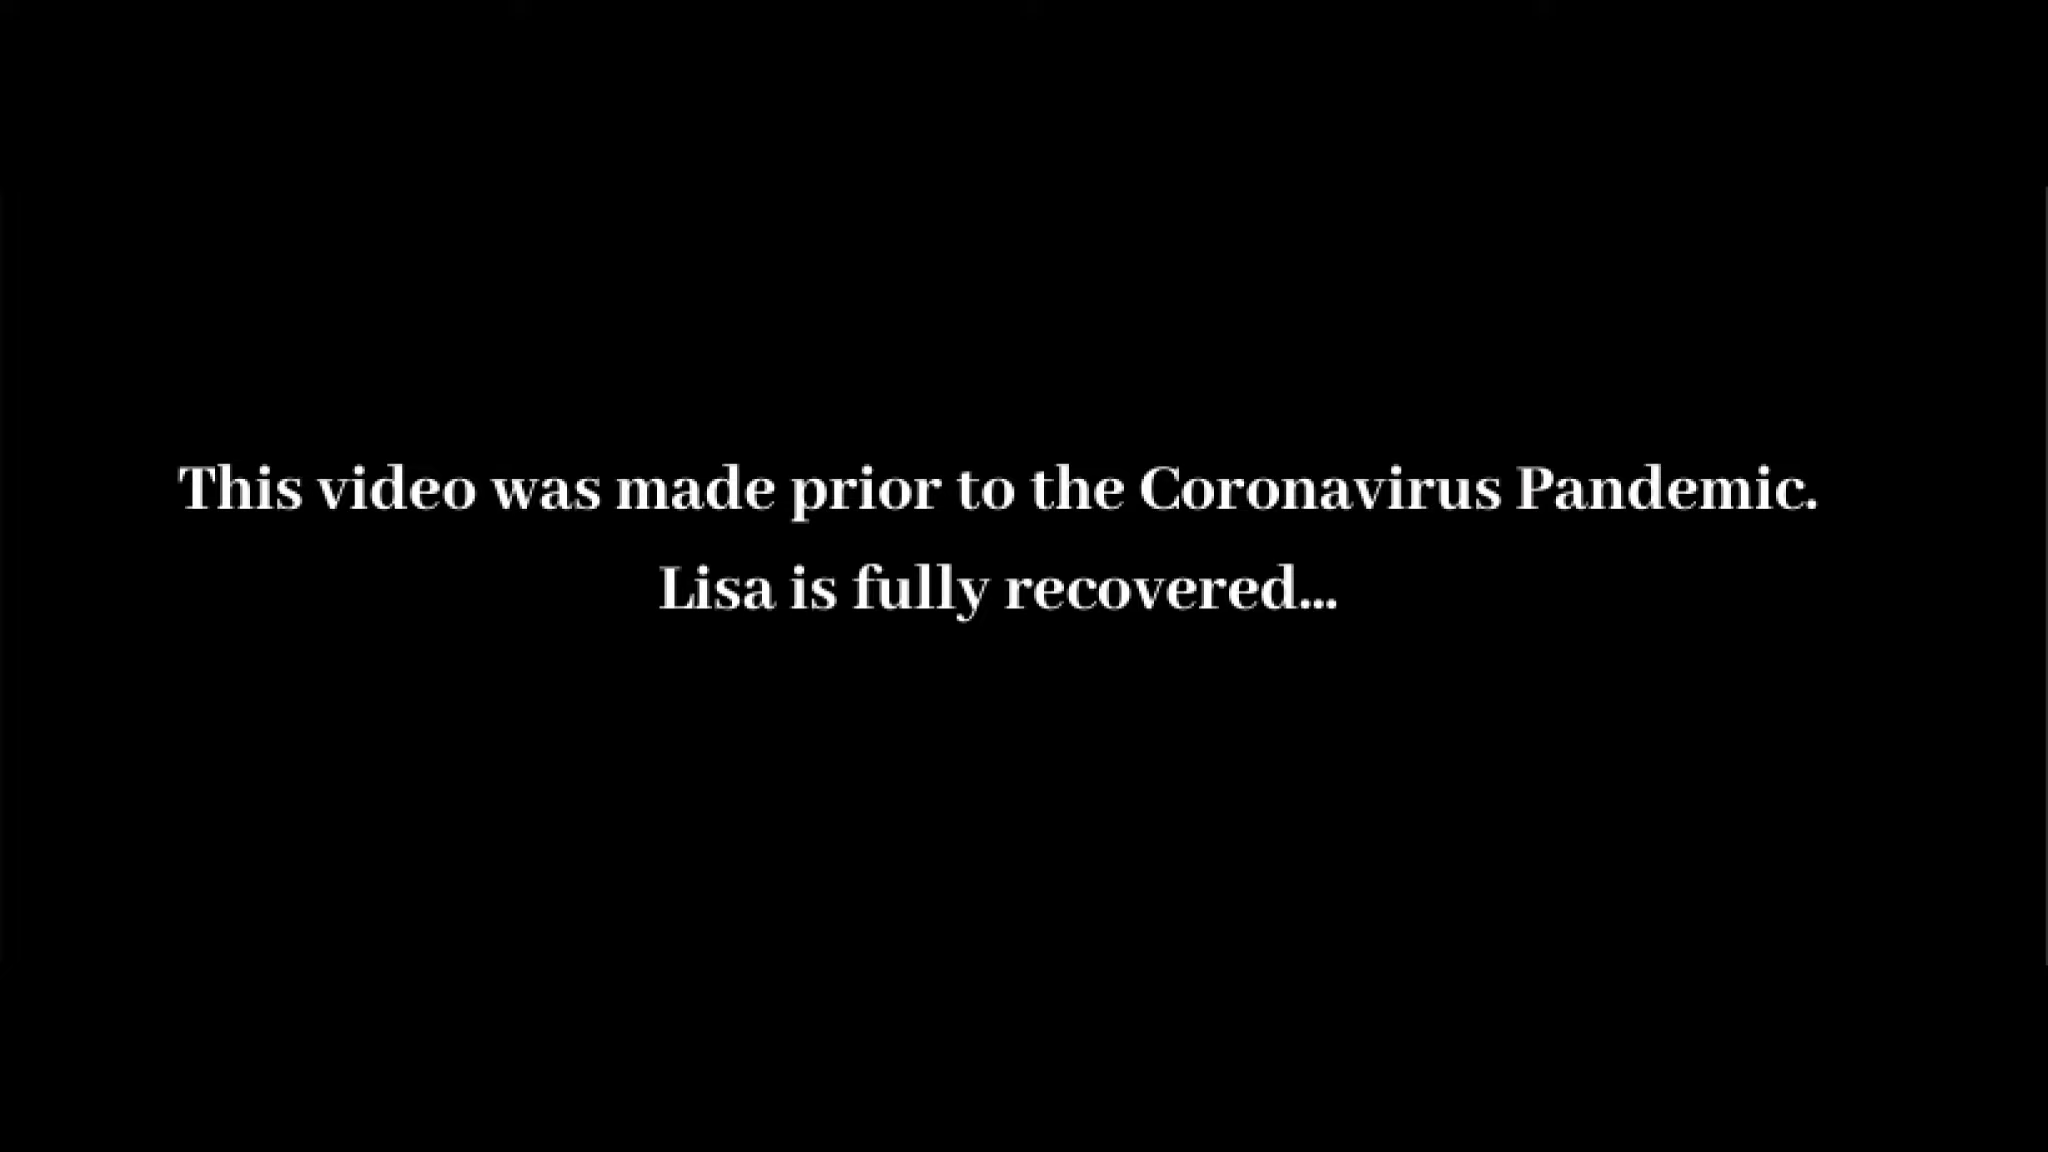 This video was made prior to the Coronavirus Pandemic.
Lisa is fully recovered...